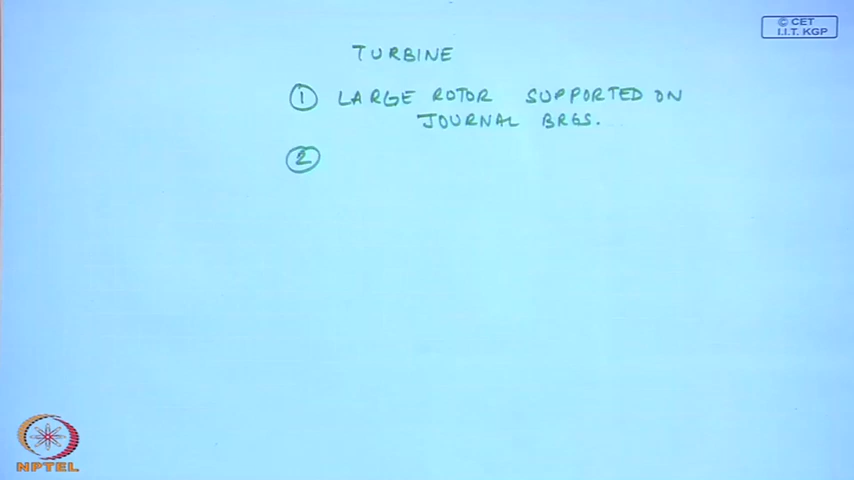 © CET
I.I.T. KGP
TURBINE
① LARGE ROTOR SUPPORTED ON
JOURNAL BRGS.
②
NPTEL